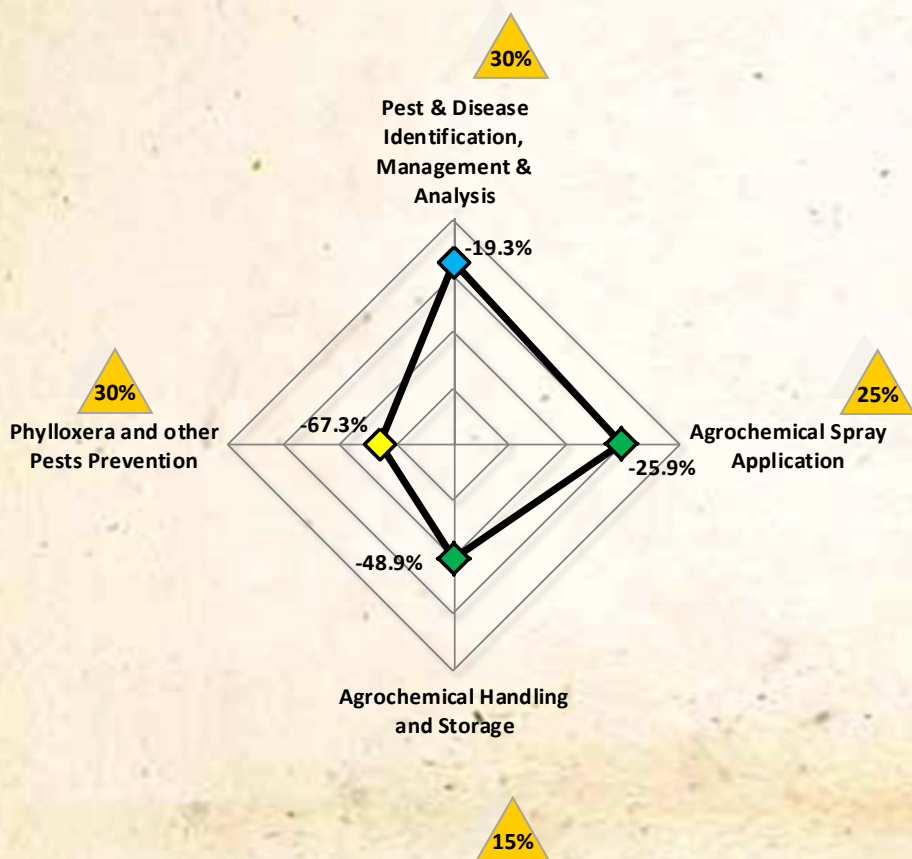 30%
Pest & Disease
Identification,
Management &
Analysis
-19.3%
30%
25%
-67.3%
Phylloxera and other
Pests Prevention
Agrochemical Spray
Application
-25.9%
-48.9%
Agrochemical Handling
and Storage
15%